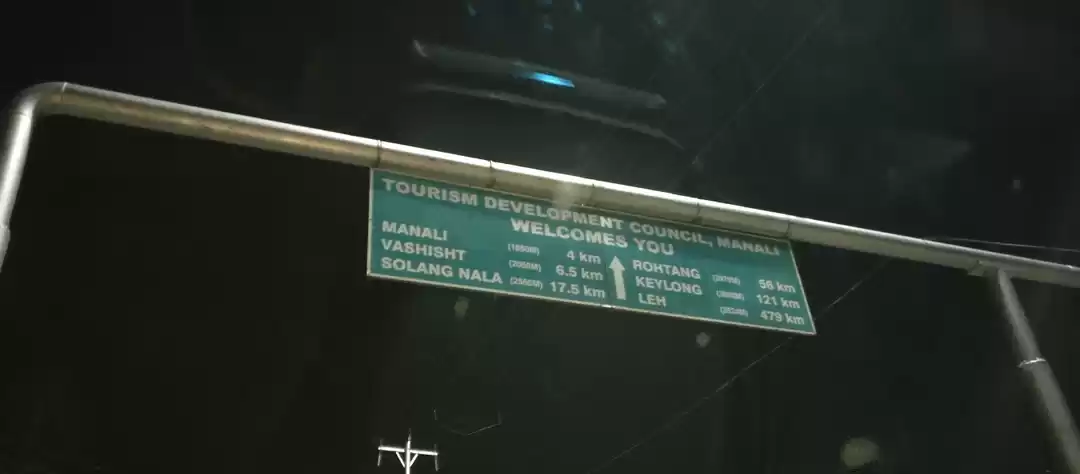 TOURISM DEVELOPMENT COUNCIL, MANALI
WELCOMES YOU
MANALI 4 km
VASHISHT 6.5 km
SOLANG NALA 17.5 km
ROHTANG 56 km
KEYLONG 121 km
LEH 479 km